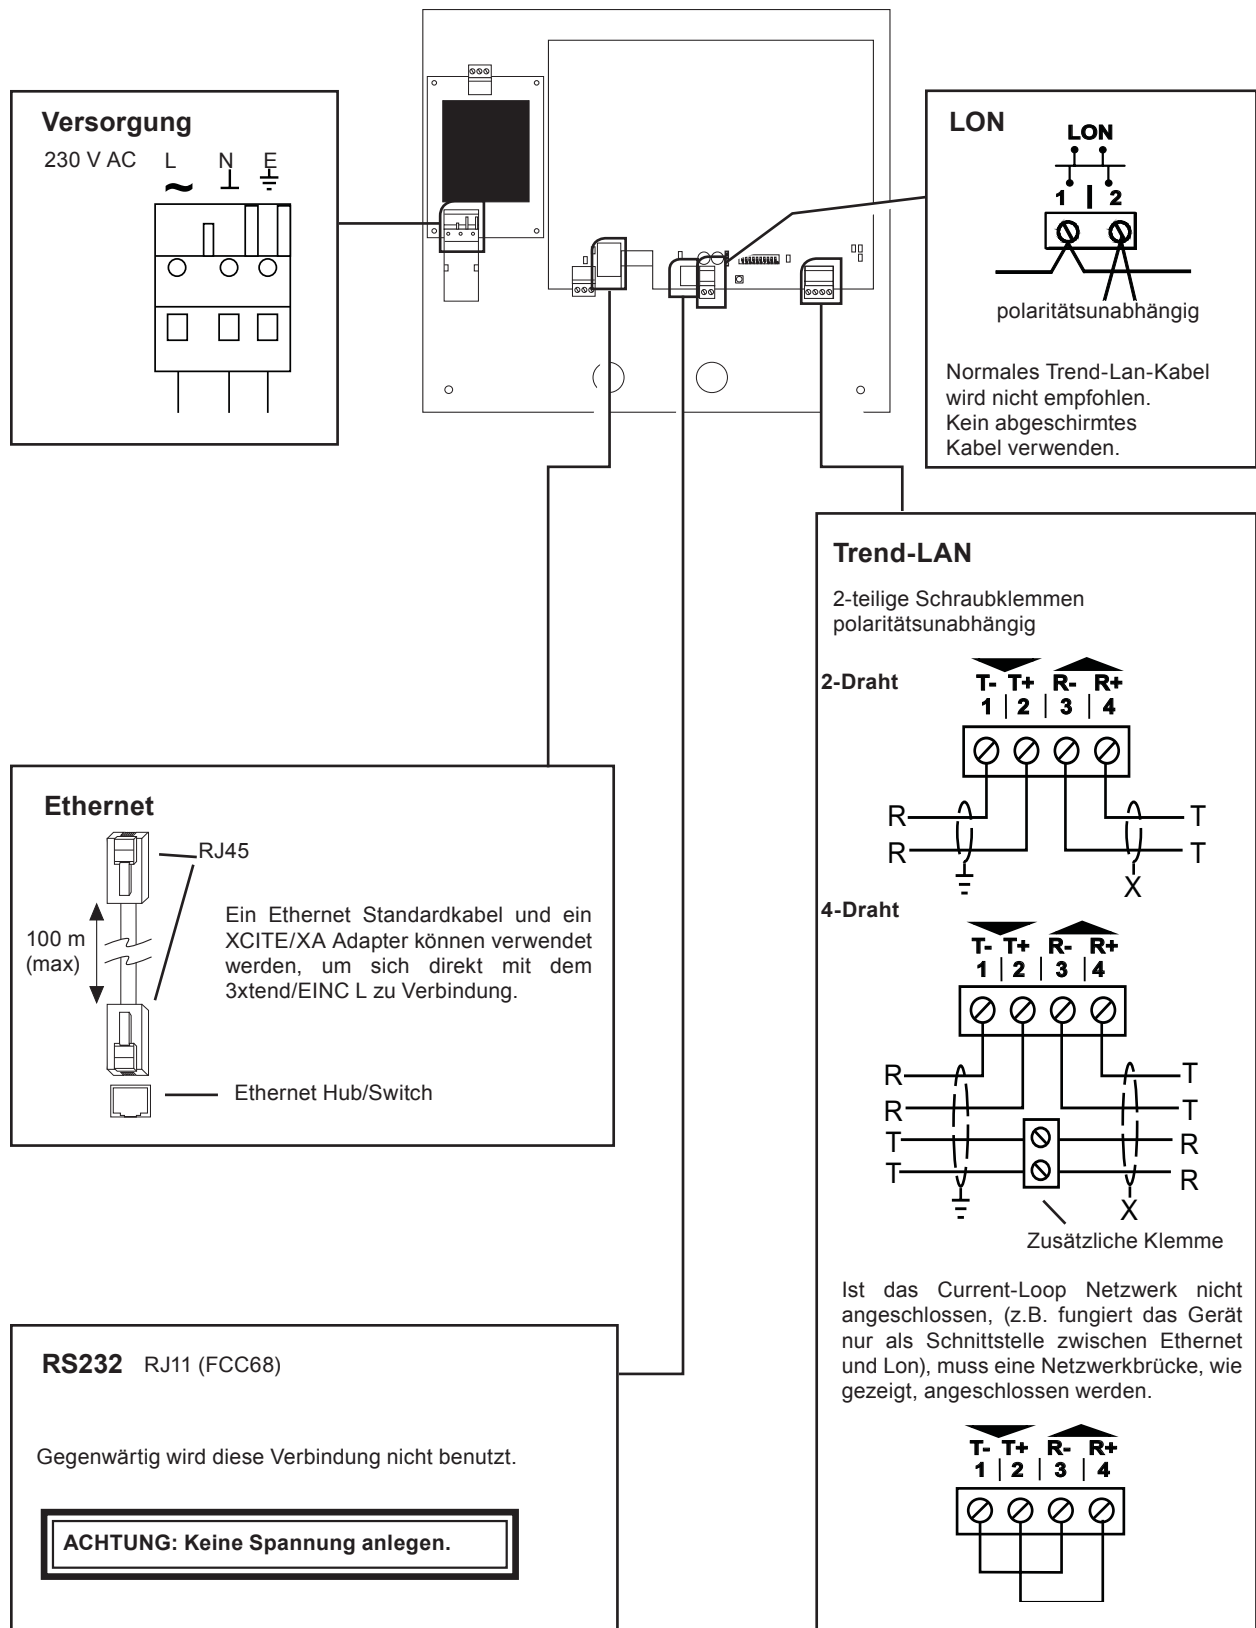 Versorgung
230 V AC L N E
LON
LON
1 | 2
polaritätsunabhängig
Normales Trend-Lan-Kabel
wird nicht empfohlen.
Kein abgeschirmtes
Kabel verwenden.
Trend-LAN
2-teilige Schraubklemmen
polaritätsunabhängig
2-Draht
T- T+ R- R+
1 | 2 | 3 | 4
R T
R T
X
4-Draht
T- T+ R- R+
1 | 2 | 3 | 4
R T
R T
T R
T R
X
Zusätzliche Klemme
Ist das Current-Loop Netzwerk nicht
angeschlossen, (z.B. fungiert das Gerät
nur als Schnittstelle zwischen Ethernet
und Lon), muss eine Netzwerkbrücke, wie
gezeigt, angeschlossen werden.
T- T+ R- R+
1 | 2 | 3 | 4
Ethernet
RJ45
100 m
(max)
Ein Ethernet Standardkabel und ein
XCITE/XA Adapter können verwendet
werden, um sich direkt mit dem
3xtend/EINC L zu Verbindung.
Ethernet Hub/Switch
RS232 RJ11 (FCC68)
Gegenwärtig wird diese Verbindung nicht benutzt.
ACHTUNG: Keine Spannung anlegen.